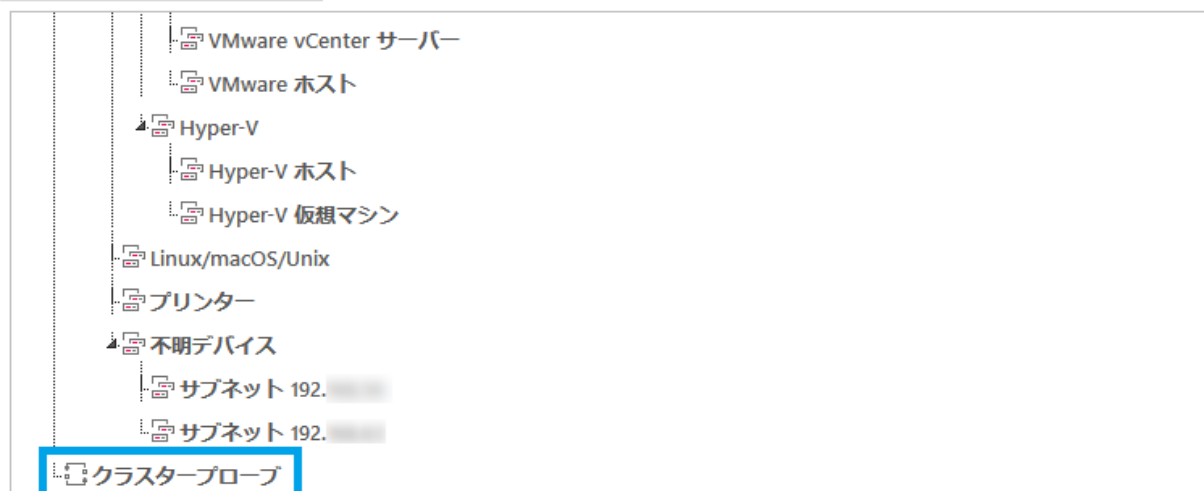 VMware vCenter サーバー
VMware ホスト
Hyper-V
Hyper-V ホスト
Hyper-V 仮想マシン
Linux/macOS/Unix
プリンター
不明デバイス
サブネット 192.
サブネット 192.
クラスタープローブ